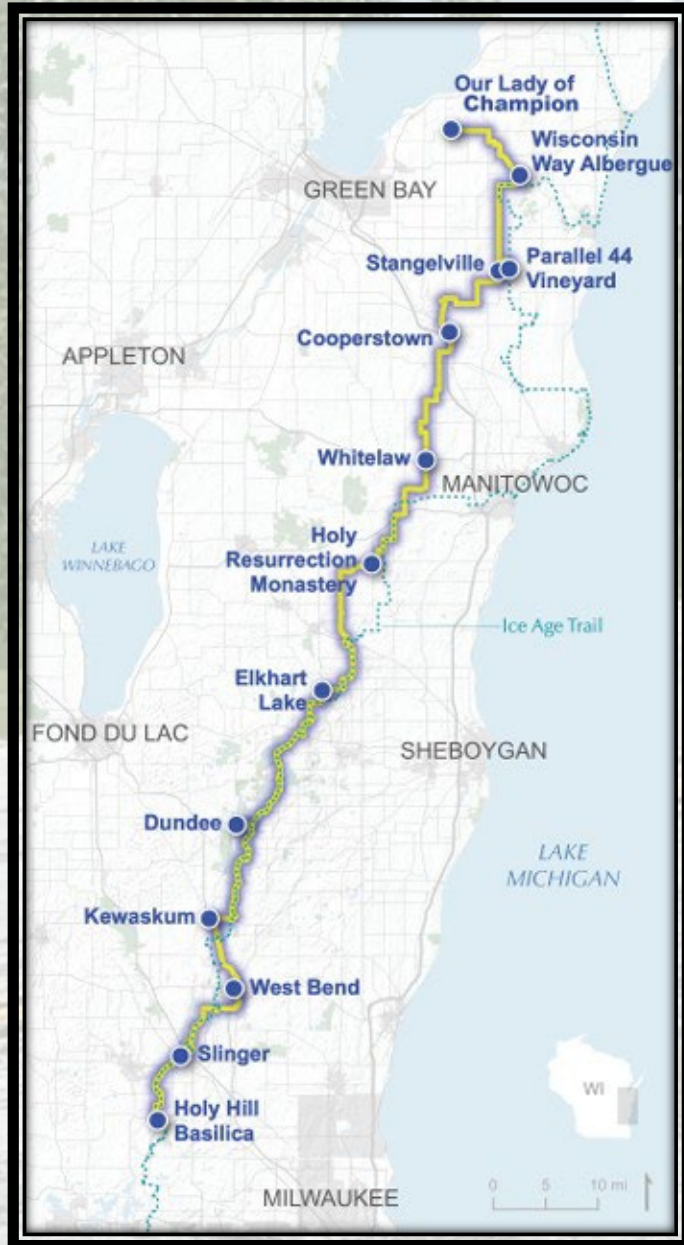 Our Lady of
Champion
Wisconsin
Way Albergue
GREEN BAY
Stangelville
Parallel 44
Vineyard
Cooperstown
APPLETON
Whitelaw
MANITOWOC
Holy
Resurrection
Monastery
LAKE
WINNEBAGO
Ice Age Trail
Elkhart
Lake
FOND DU LAC
SHEBOYGAN
Dundee
LAKE
MICHIGAN
Kewaskum
West Bend
Slinger
WI
Holy Hill
Basilica
0 5 10 mi
MILWAUKEE